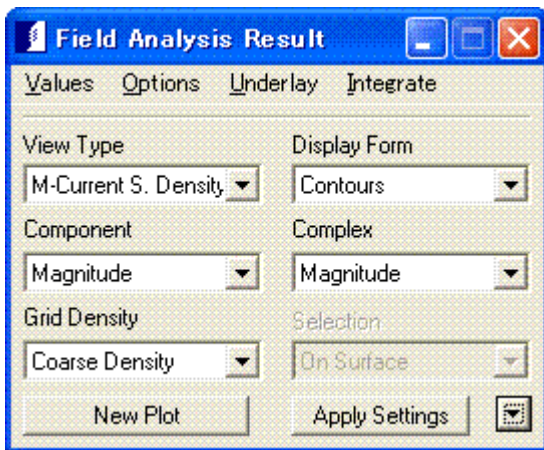 Field Analysis Result
Values Options Underlay Integrate
View Type Display Form
M-Current S. Density Contours
Component Complex
Magnitude Magnitude
Grid Density Selection
Coarse Density On Surface
New Plot Apply Settings